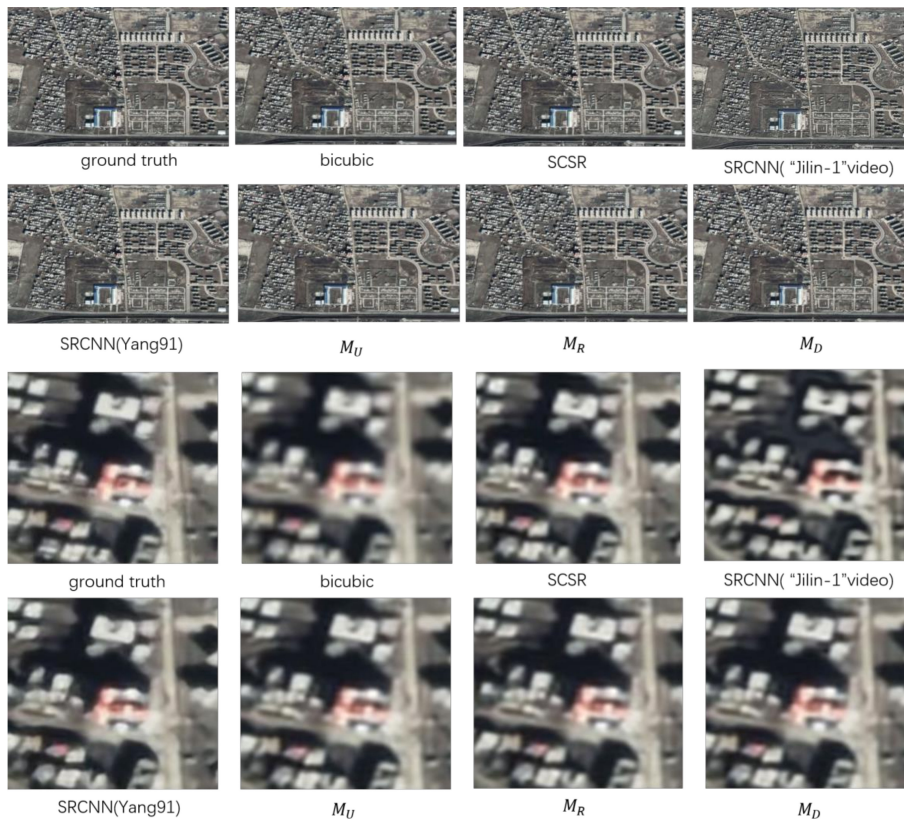 ground truth
bicubic
SCSR
SRCNN( “Jilin-1”video)
SRCNN(Yang91)
M_U
M_R
M_D
ground truth
bicubic
SCSR
SRCNN( “Jilin-1”video)
SRCNN(Yang91)
M_U
M_R
M_D